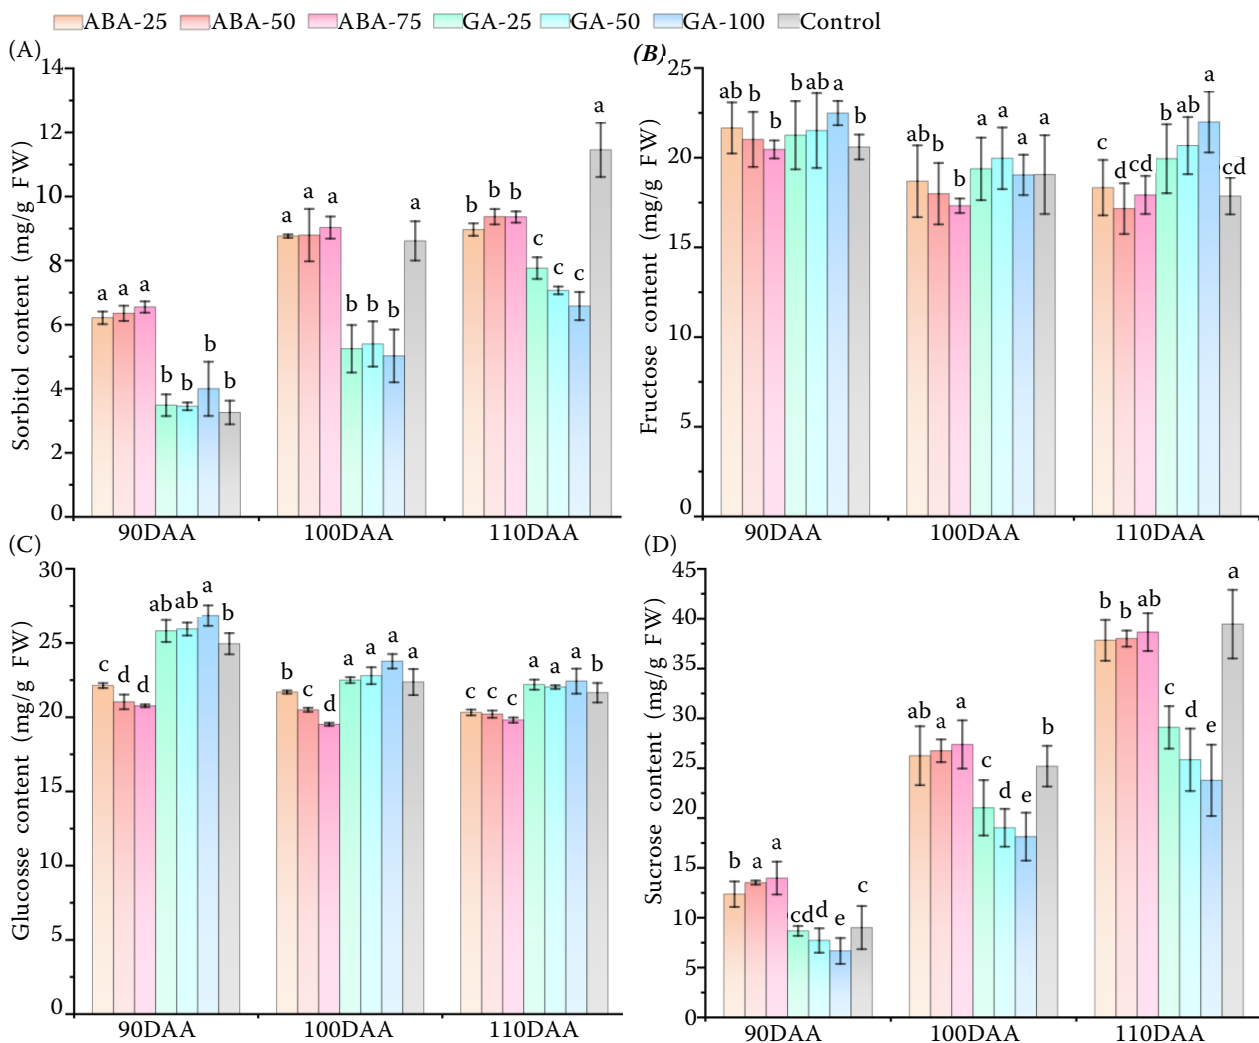 ABA-25 ABA-50 ABA-75 GA-25 GA-50 GA-100 Control
(A)
Sorbitol content (mg/g FW)
14
12
10
8
6
4
2
0
a a a b b b b
a a a b b b a
b b b c c c a
90DAA 100DAA 110DAA
(B)
Fructose content (mg/g FW)
25
20
15
10
5
0
ab b b b ab a b
ab b b a a a a
c d cd b ab a cd
90DAA 100DAA 110DAA
(C)
Glucosse content (mg/g FW)
30
25
20
15
10
5
0
c d d ab ab a b
b c d a a a a
c c c a a a b
90DAA 100DAA 110DAA
(D)
Sucrose content (mg/g FW)
45
40
35
30
25
20
15
10
5
0
b a a cd d e c
ab a a c d e b
b b ab c d e a
90DAA 100DAA 110DAA